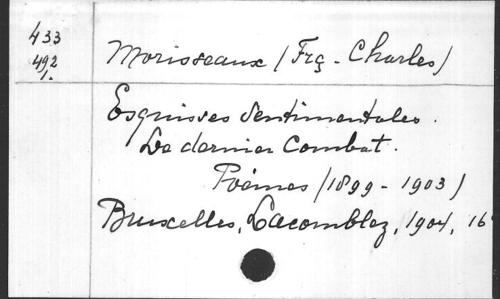 433
492
1.
Morisseaux (Frç. - Charles)
Esquisses sentimentales.
Le dernier Combat.
Poèmes (1899 - 1903)
Bruxelles, Lacomblez, 1904, 16°